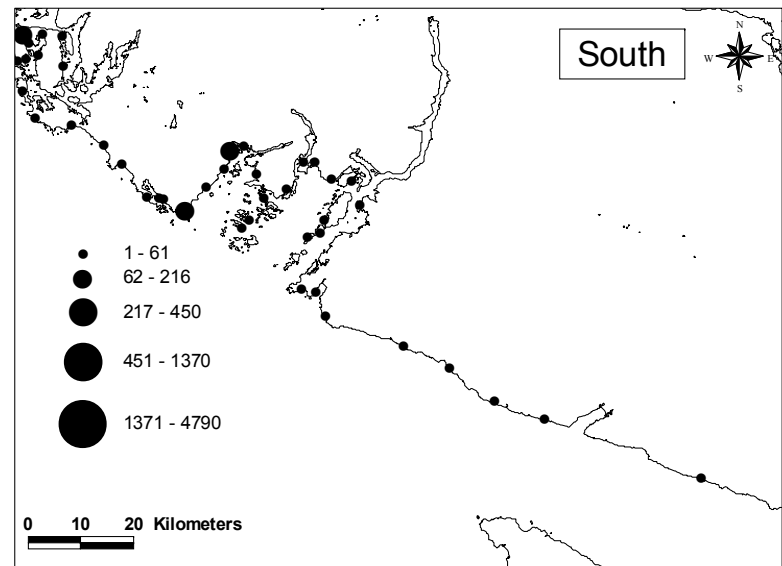 South
N
W E
S
1 - 61
62 - 216
217 - 450
451 - 1370
1371 - 4790
0 10 20 Kilometers